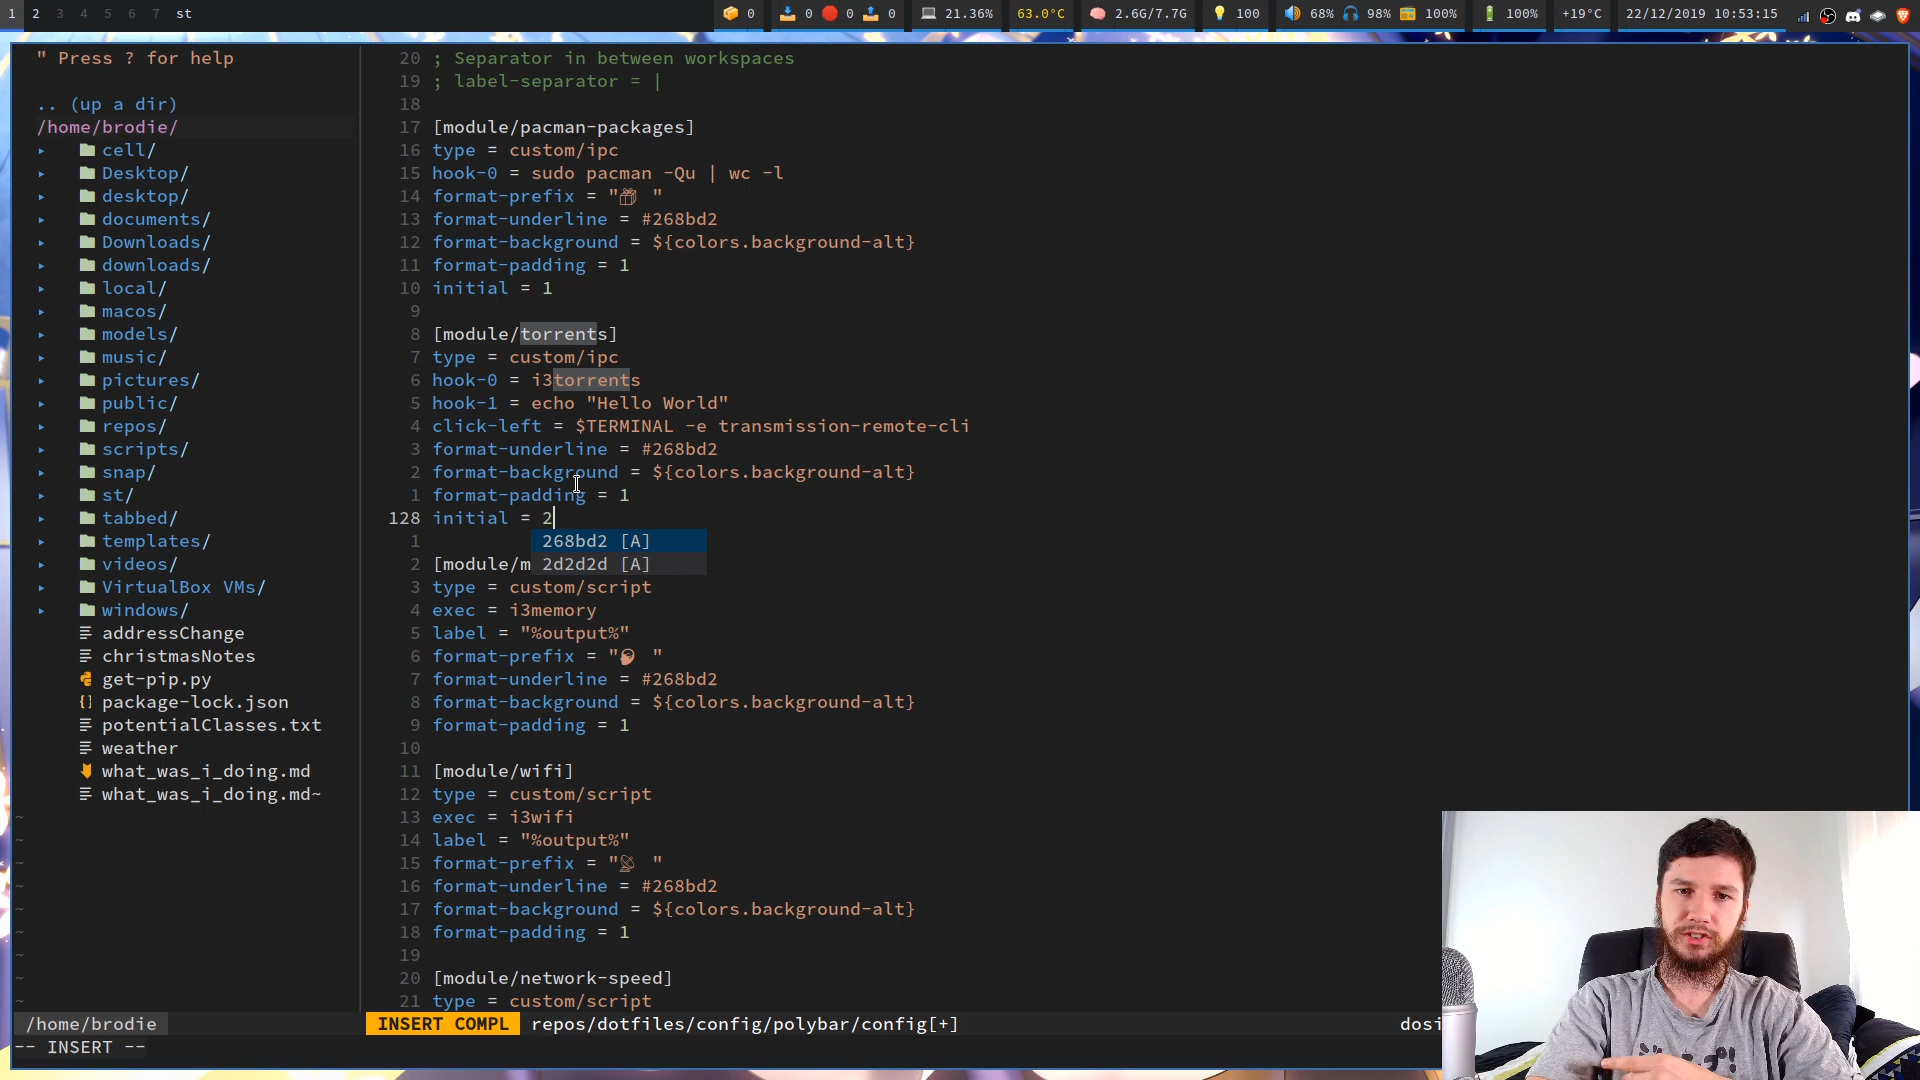 1 2 3 4 5 6 7 st 0 0 0 0 21.36% 63.0°C 2.6G/7.7G 100 68% 98% 100% 100% +19°C 22/12/2019 10:53:15
" Press ? for help
.. (up a dir)
/home/brodie/
▸ cell/
▸ Desktop/
▸ desktop/
▸ documents/
▸ Downloads/
▸ downloads/
▸ local/
▸ macos/
▸ models/
▸ music/
▸ pictures/
▸ public/
▸ repos/
▸ scripts/
▸ snap/
▸ st/
▸ tabbed/
▸ templates/
▸ videos/
▸ VirtualBox VMs/
▸ windows/
addressChange
christmasNotes
get-pip.py
{} package-lock.json
potentialClasses.txt
weather
what_was_i_doing.md
what_was_i_doing.md~
~
~
~
~
~
~
~
~
~
/home/brodie
20 ; Separator in between workspaces
19 ; label-separator = |
18
17 [module/pacman-packages]
16 type = custom/ipc
15 hook-0 = sudo pacman -Qu | wc -l
14 format-prefix = "🎁 "
13 format-underline = #268bd2
12 format-background = ${colors.background-alt}
11 format-padding = 1
10 initial = 1
9
8 [module/torrents]
7 type = custom/ipc
6 hook-0 = i3torrents
5 hook-1 = echo "Hello World"
4 click-left = $TERMINAL -e transmission-remote-cli
3 format-underline = #268bd2
2 format-background = ${colors.background-alt}
1 format-padding = 1
128 initial = 2
1 268bd2 [A]
2 [module/m 2d2d2d [A]
3 type = custom/script
4 exec = i3memory
5 label = "%output%"
6 format-prefix = " "
7 format-underline = #268bd2
8 format-background = ${colors.background-alt}
9 format-padding = 1
10
11 [module/wifi]
12 type = custom/script
13 exec = i3wifi
14 label = "%output%"
15 format-prefix = "📡 "
16 format-underline = #268bd2
17 format-background = ${colors.background-alt}
18 format-padding = 1
19
20 [module/network-speed]
21 type = custom/script
INSERT COMPL repos/dotfiles/config/polybar/config[+] dosi
-- INSERT --